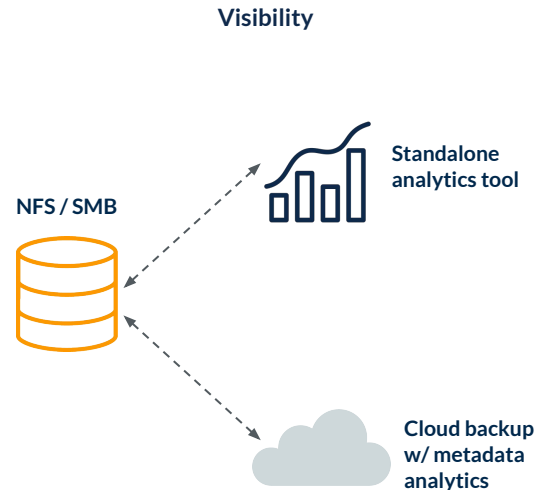 Visibility
Standalone
analytics tool
NFS / SMB
Cloud backup
w/ metadata
analytics